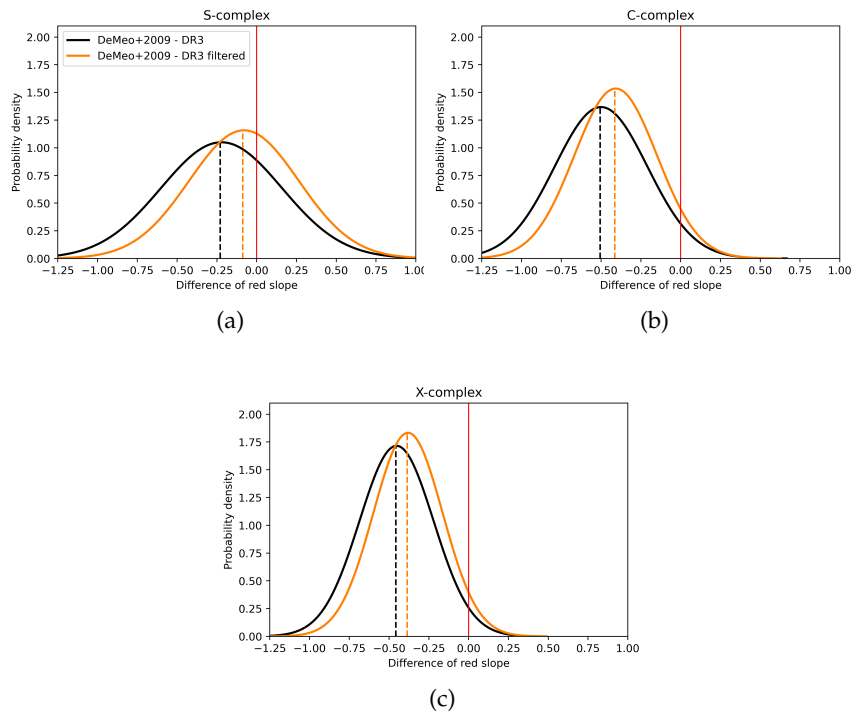 S-complex
DeMeo+2009 - DR3
DeMeo+2009 - DR3 filtered
Probability density
2.00
1.75
1.50
1.25
1.00
0.75
0.50
0.25
0.00
−1.25 −1.00 −0.75 −0.50 −0.25 0.00 0.25 0.50 0.75 1.00
Difference of red slope
(a)
C-complex
Probability density
2.00
1.75
1.50
1.25
1.00
0.75
0.50
0.25
0.00
−1.25 −1.00 −0.75 −0.50 −0.25 0.00 0.25 0.50 0.75 1.00
Difference of red slope
(b)
X-complex
Probability density
2.00
1.75
1.50
1.25
1.00
0.75
0.50
0.25
0.00
−1.25 −1.00 −0.75 −0.50 −0.25 0.00 0.25 0.50 0.75 1.00
Difference of red slope
(c)